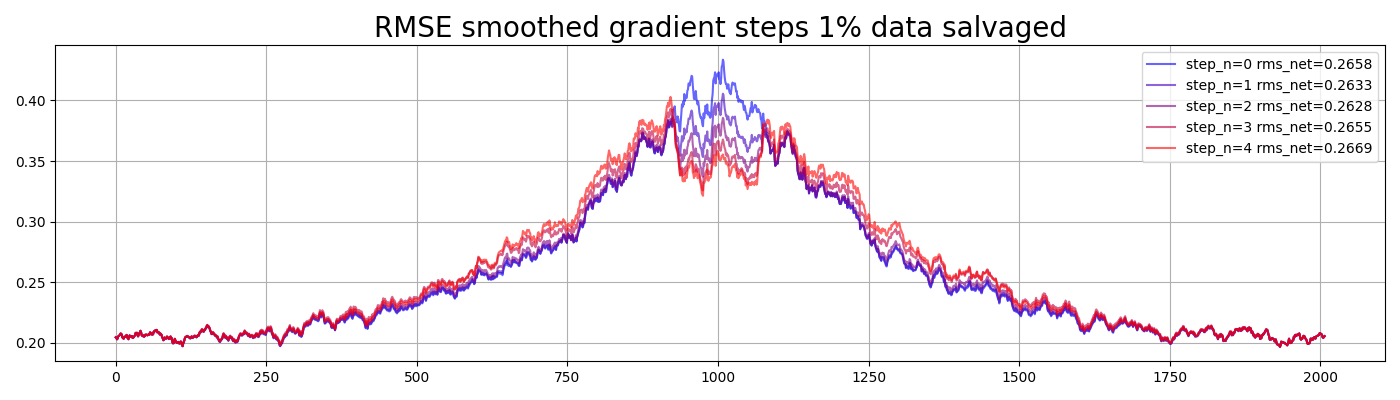 RMSE smoothed gradient steps 1% data salvaged
step_n=0 rms_net=0.2658
step_n=1 rms_net=0.2633
step_n=2 rms_net=0.2628
step_n=3 rms_net=0.2655
step_n=4 rms_net=0.2669
0.40
0.35
0.30
0.25
0.20
0 250 500 750 1000 1250 1500 1750 2000